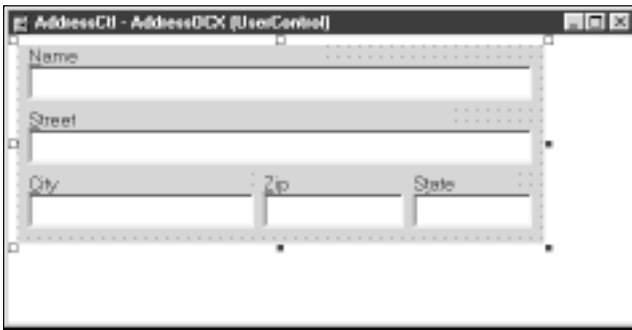 AddressCtl - AddressOCX (UserControl)
Name
Street
City Zip State